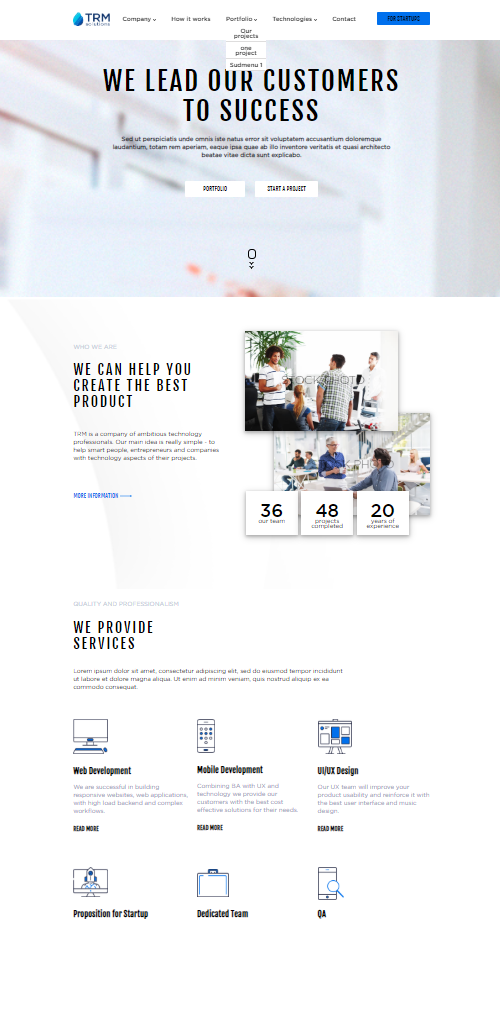 TRM
solutions
Company
How it works
Portfolio
Technologies
Contact
FOR STARTUPS
Our
projects
one
project
Sudmenu 1
WE LEAD OUR CUSTOMERS
TO SUCCESS
Sed ut perspiciatis unde omnis iste natus error sit voluptatem accusantium doloremque
laudantium, totam rem aperiam, eaque ipsa quae ab illo inventore veritatis et quasi architecto
beatae vitae dicta sunt explicabo.
PORTFOLIO
START A PROJECT
WHO WE ARE
WE CAN HELP YOU
CREATE THE BEST
PRODUCT
TRM is a company of ambitious technology
professionals. Our main idea is really simple - to
help smart people, entrepreneurs and companies
with technology aspects of their projects.
MORE INFORMATION
STOCK PHOTO
36
our team
48
projects
completed
20
years of
experience
QUALITY AND PROFESSIONALISM
WE PROVIDE
SERVICES
Lorem ipsum dolor sit amet, consectetur adipiscing elit, sed do eiusmod tempor incididunt
ut labore et dolore magna aliqua. Ut enim ad minim veniam, quis nostrud aliquip ex ea
commodo consequat.
Web Development
We are successful in building
responsive websites, web applications,
with high load backend and complex
workflows.
READ MORE
Mobile Development
Combining BA with UX and
technology we provide our
customers with the best cost
effective solutions for their needs.
READ MORE
UI/UX Design
Our UX team will improve your
product usability and reinforce it with
the best user interface and music
design.
READ MORE
Proposition for Startup
Dedicated Team
QA